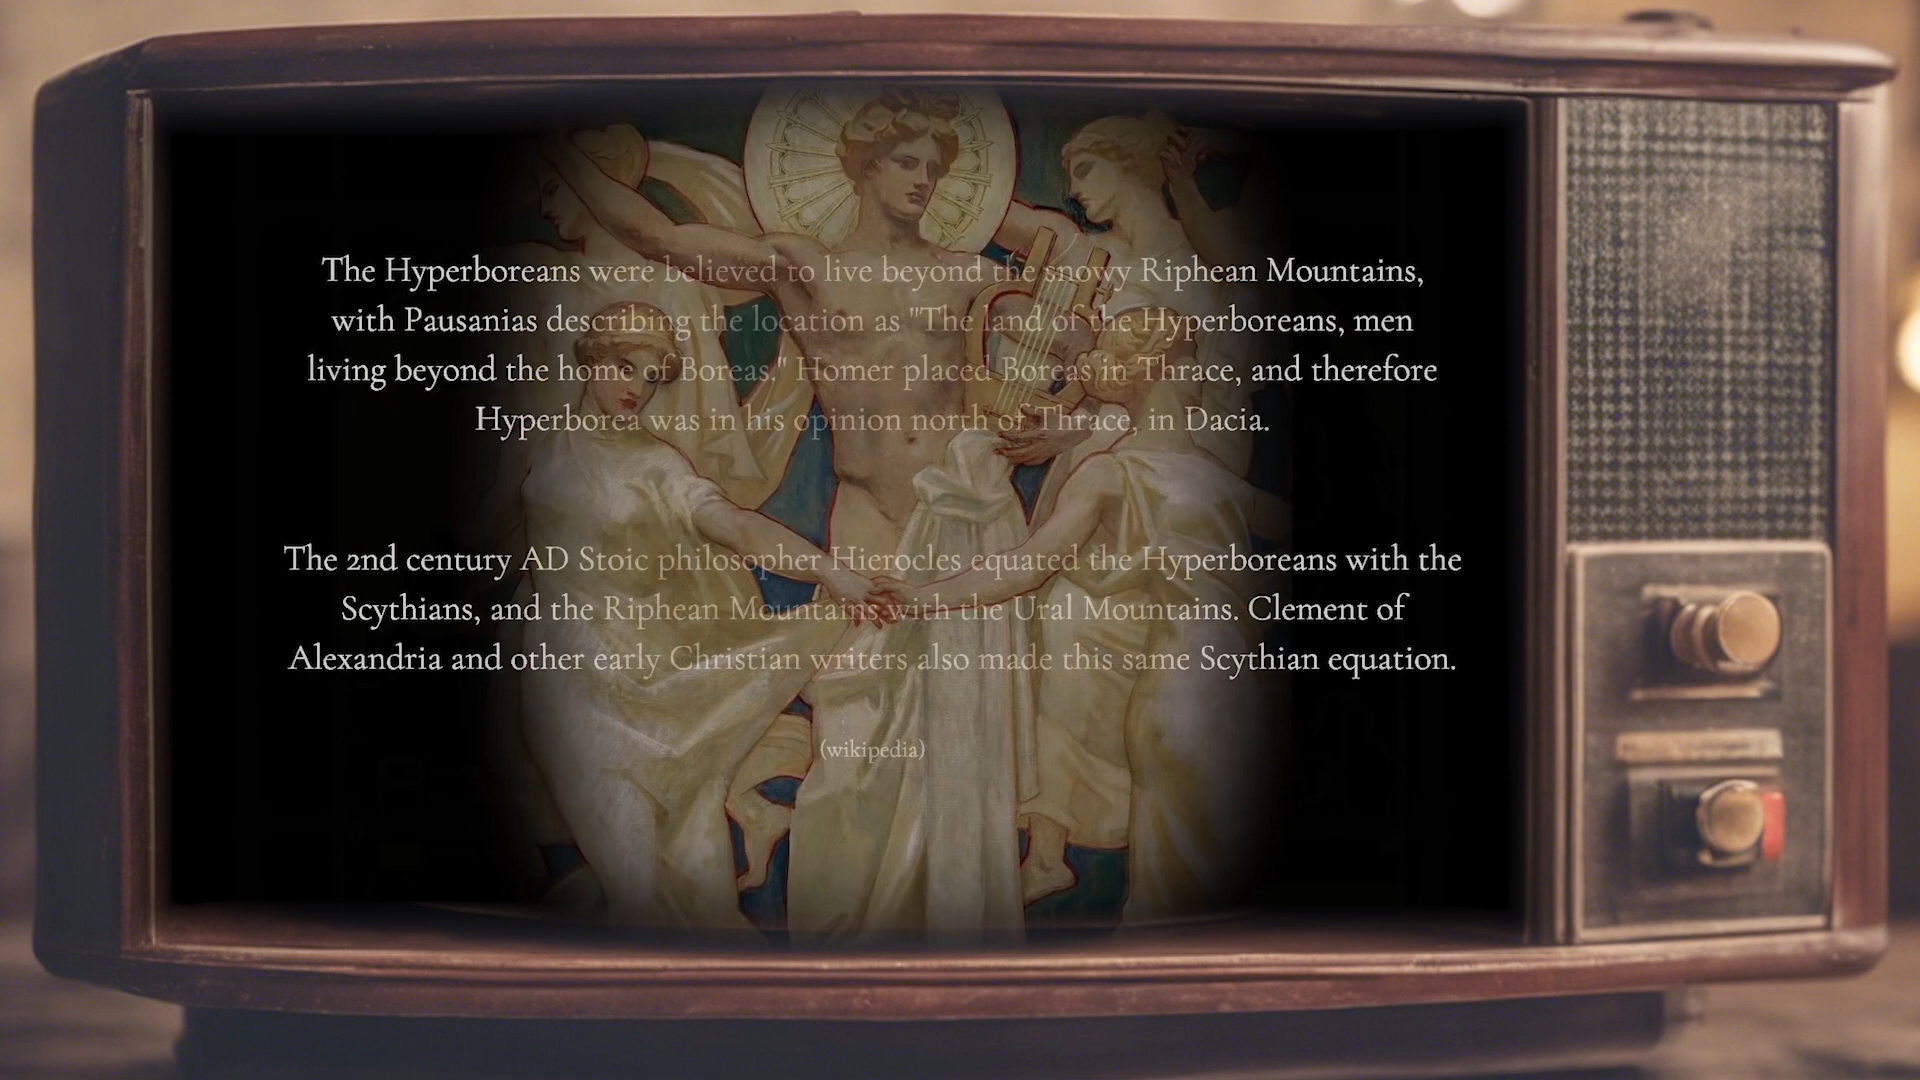 The Hyperboreans were believed to live beyond the snowy Riphean Mountains,
with Pausanias describing the location as "The land of the Hyperboreans, men
living beyond the home of Boreas." Homer placed Boreas in Thrace, and therefore
Hyperborea was in his opinion north of Thrace, in Dacia.
The 2nd century AD Stoic philosopher Hierocles equated the Hyperboreans with the
Scythians, and the Riphean Mountains with the Ural Mountains. Clement of
Alexandria and other early Christian writers also made this same Scythian equation.
(wikipedia)